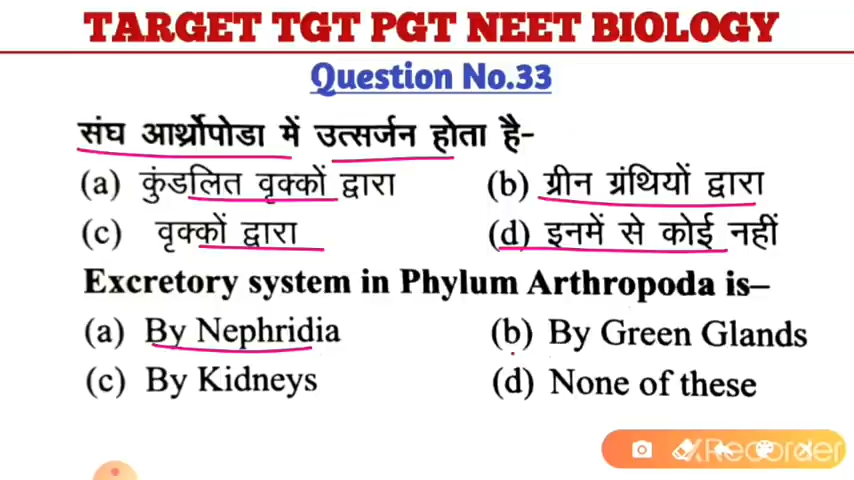 TARGET TGT PGT NEET BIOLOGY
Question No.33
संघ आर्थ्रोपोडा में उत्सर्जन होता है-
(a) कुंडलित वृक्कों द्वारा (b) ग्रीन ग्रंथियों द्वारा
(c) वृक्कों द्वारा (d) इनमें से कोई नहीं
Excretory system in Phylum Arthropoda is–
(a) By Nephridia (b) By Green Glands
(c) By Kidneys (d) None of these
XRecorder